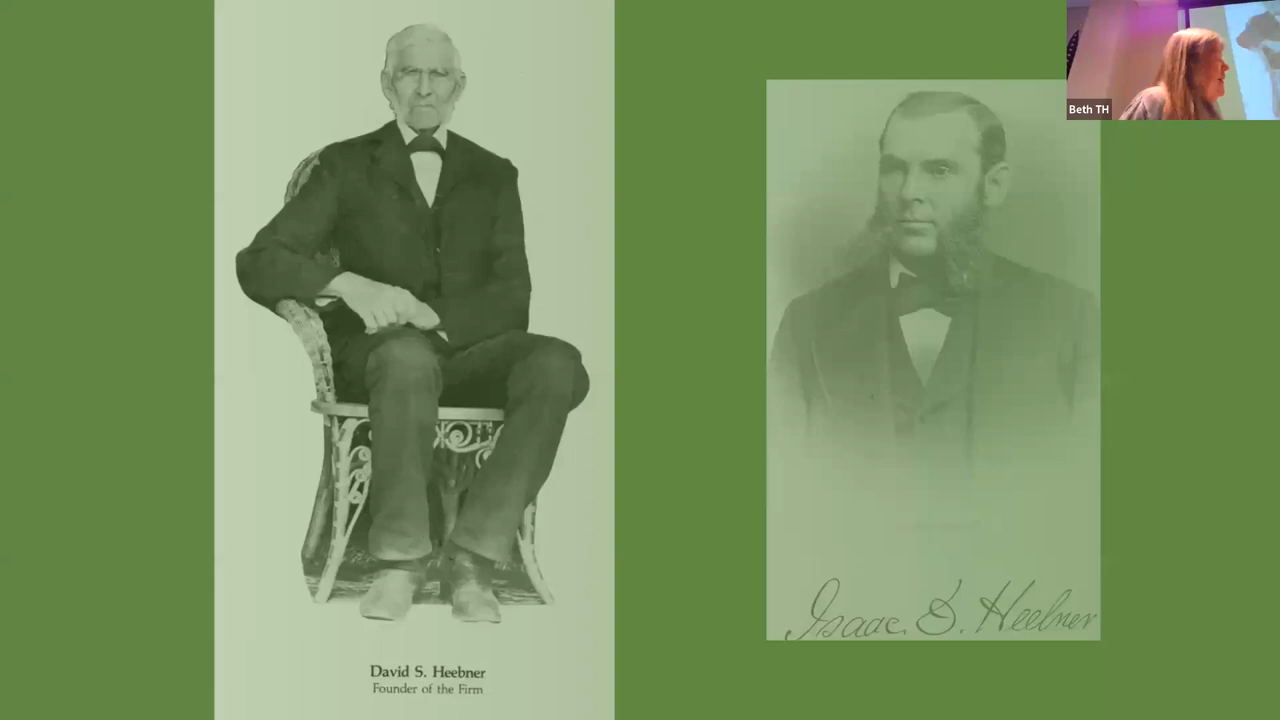 Beth TH
David S. Heebner
Founder of the Firm
Isaac. D. Heebner